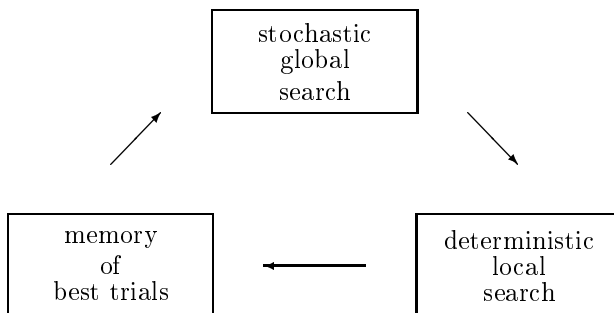 stochastic
global
search
memory
of
best trials
deterministic
local
search